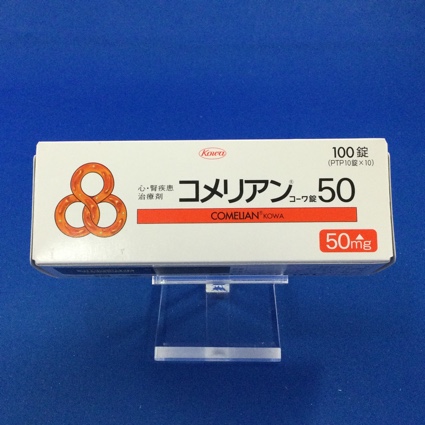 Kowa
100錠
(PTP10錠×10)
心・腎疾患
治療剤
コメリアン®コーワ錠50
COMELIAN®KOWA
50mg